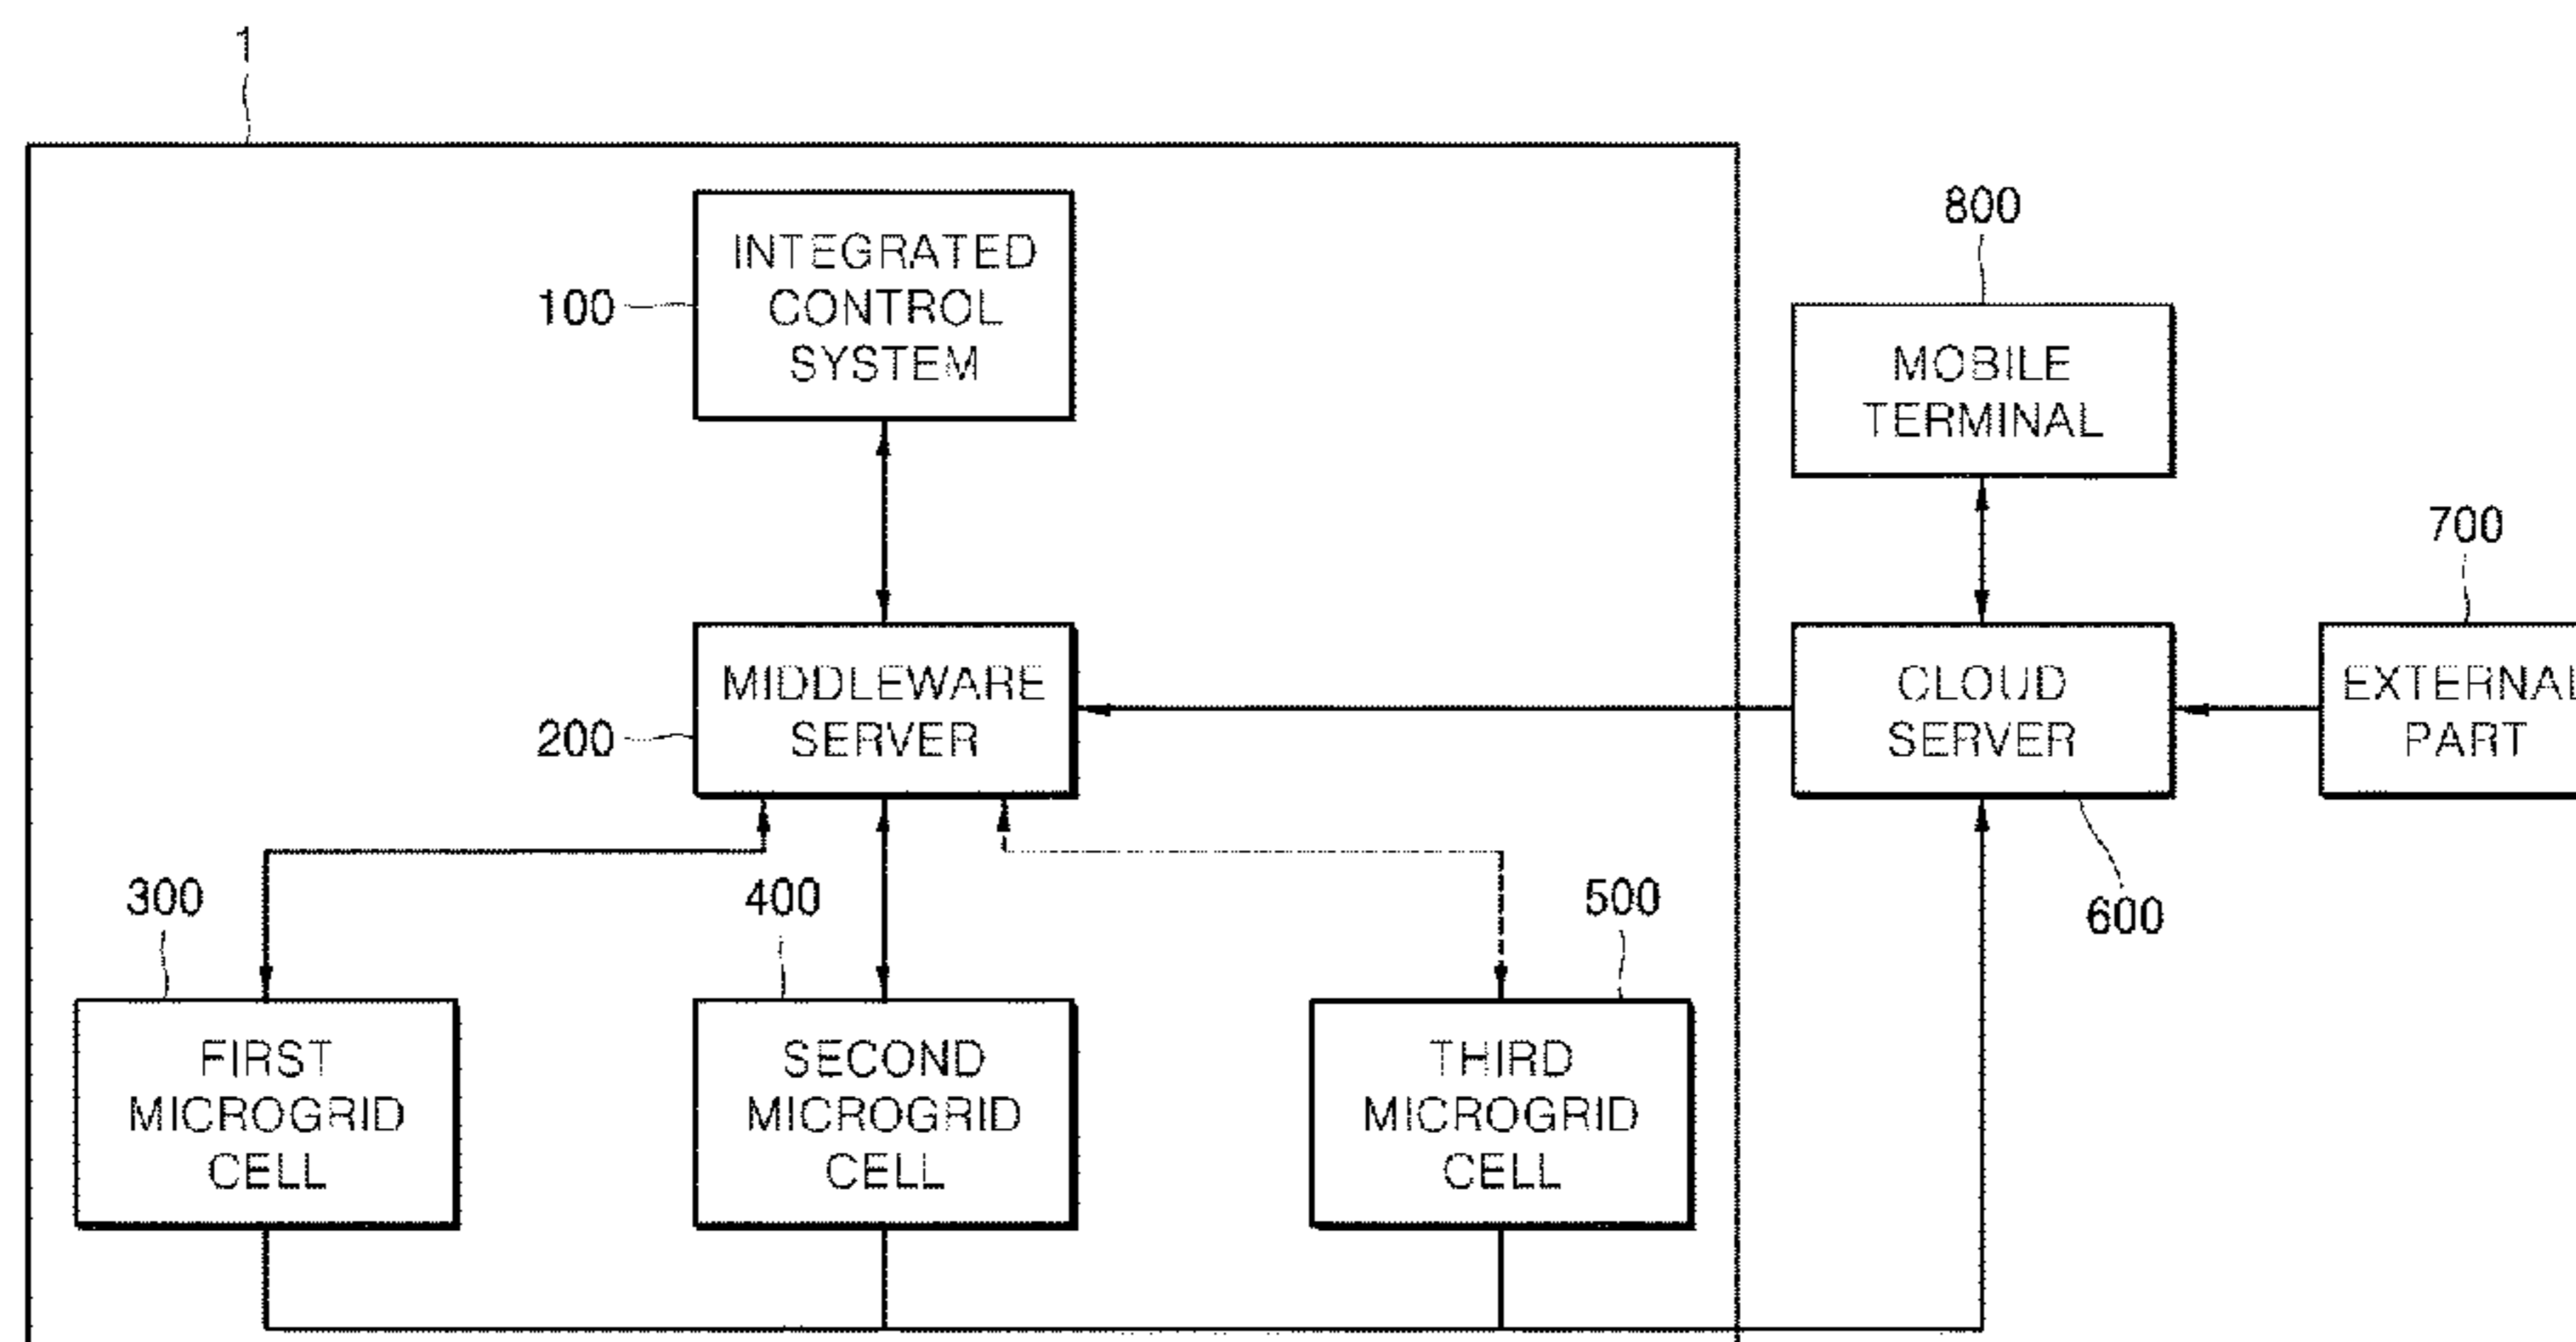 1
INTEGRATED
CONTROL
SYSTEM
100
800
MOBILE
TERMINAL
700
MIDDLEWARE
SERVER
200
CLOUD
SERVER
EXTERNAL
PART
600
300
400
500
FIRST
MICROGRID
CELL
SECOND
MICROGRID
CELL
THIRD
MICROGRID
CELL